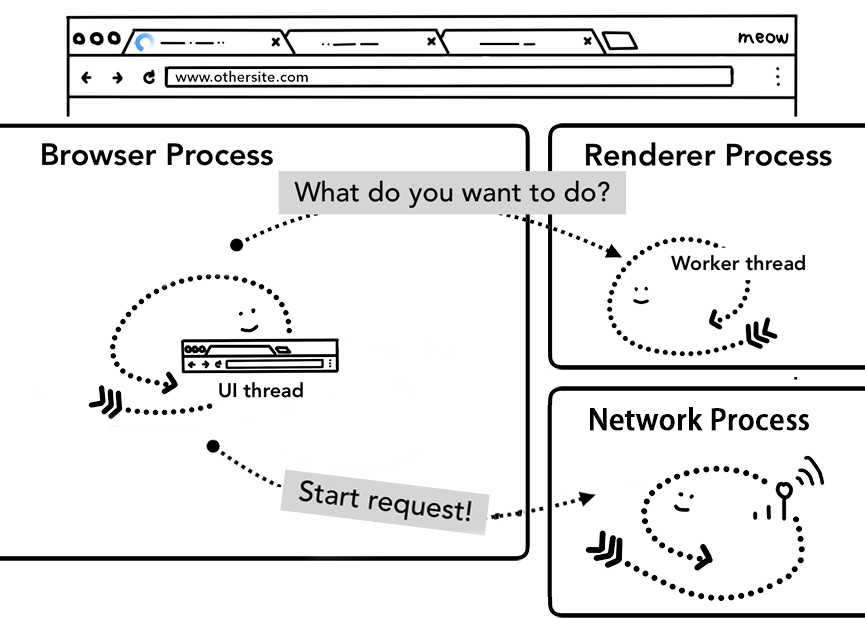 meow
www.othersite.com
Browser Process
Renderer Process
What do you want to do?
Worker thread
UI thread
Network Process
Start request!